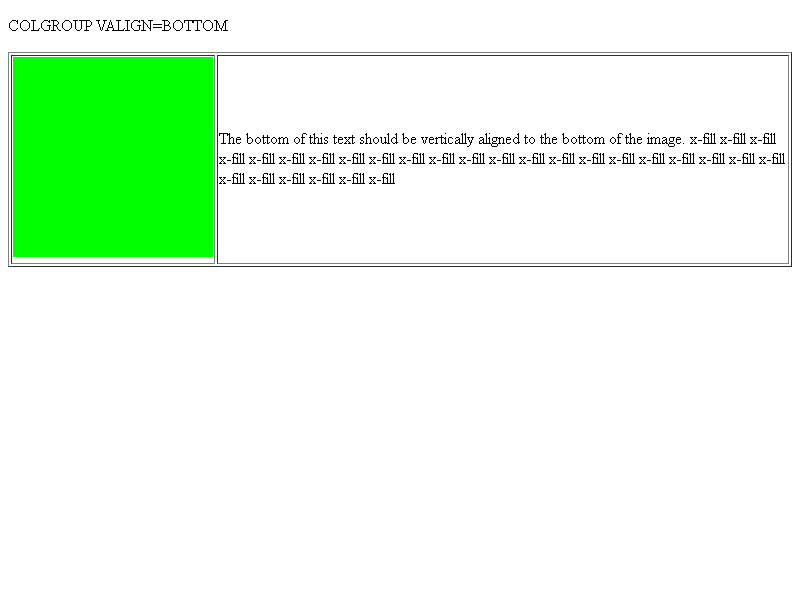 COLGROUP VALIGN=BOTTOM
The bottom of this text should be vertically aligned to the bottom of the image. x-fill x-fill x-fill
x-fill x-fill x-fill x-fill x-fill x-fill x-fill x-fill x-fill x-fill x-fill x-fill x-fill x-fill x-fill x-fill x-fill x-fill x-fill
x-fill x-fill x-fill x-fill x-fill x-fill